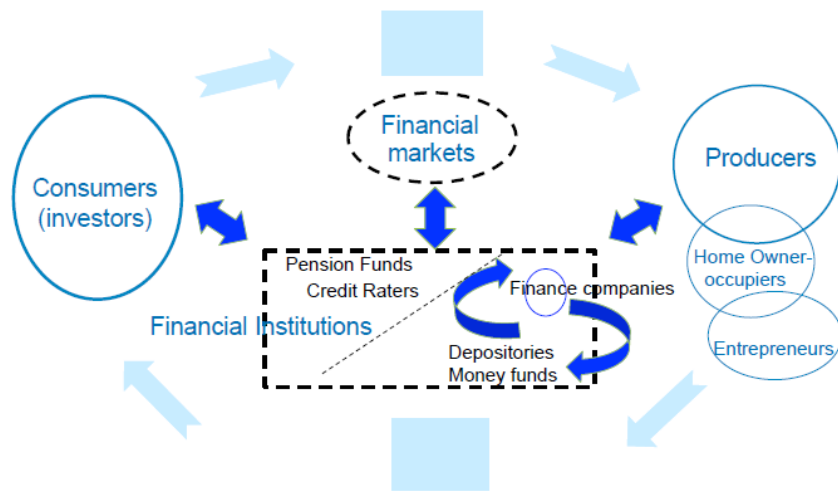 Financial
markets
Consumers
(investors)
Producers
Home Owner-
occupiers
Entrepreneurs
Pension Funds
Credit Raters
Finance companies
Financial Institutions
Depositories
Money funds